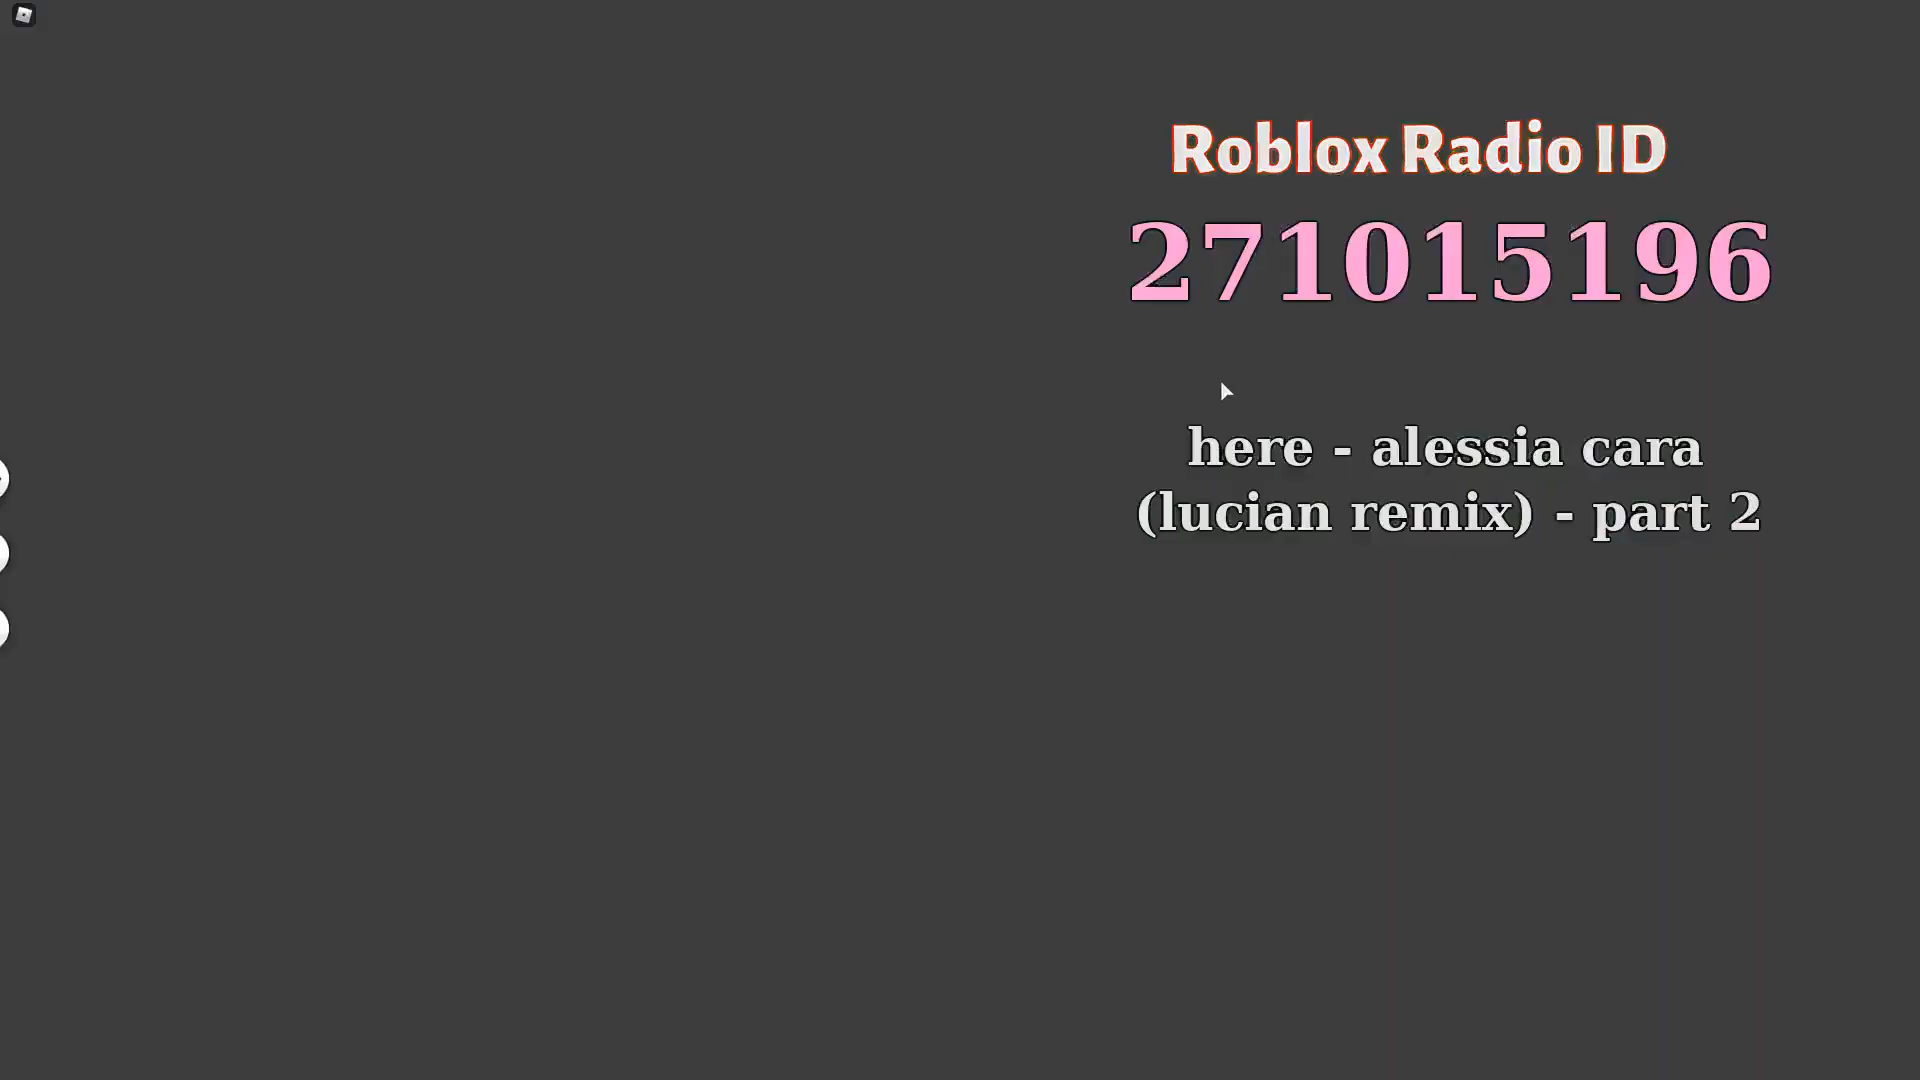 Roblox Radio ID
271015196
here - alessia cara
(lucian remix) - part 2